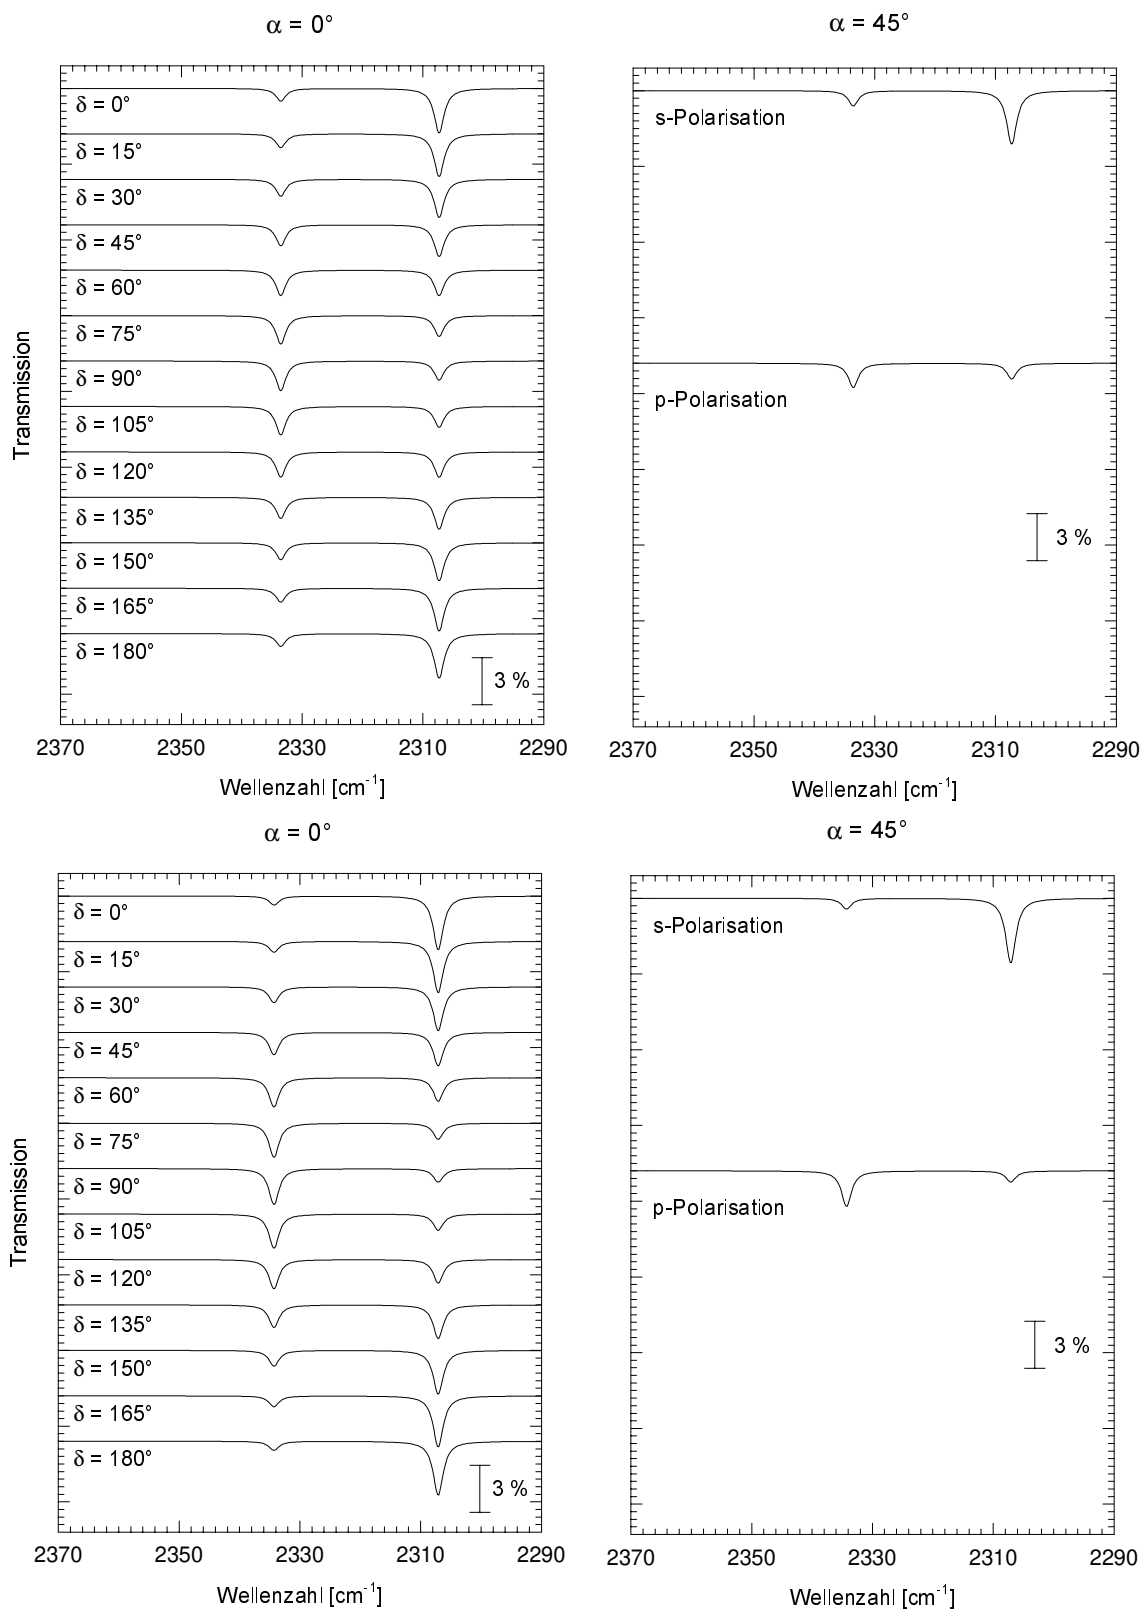 α = 0°
δ = 0°
δ = 15°
δ = 30°
δ = 45°
δ = 60°
δ = 75°
δ = 90°
δ = 105°
δ = 120°
δ = 135°
δ = 150°
δ = 165°
δ = 180°
3 %
Transmission
2370 2350 2330 2310 2290
Wellenzahl [cm⁻¹]
α = 45°
s-Polarisation
p-Polarisation
3 %
2370 2350 2330 2310 2290
Wellenzahl [cm⁻¹]
α = 0°
δ = 0°
δ = 15°
δ = 30°
δ = 45°
δ = 60°
δ = 75°
δ = 90°
δ = 105°
δ = 120°
δ = 135°
δ = 150°
δ = 165°
δ = 180°
3 %
Transmission
2370 2350 2330 2310 2290
Wellenzahl [cm⁻¹]
α = 45°
s-Polarisation
p-Polarisation
3 %
2370 2350 2330 2310 2290
Wellenzahl [cm⁻¹]